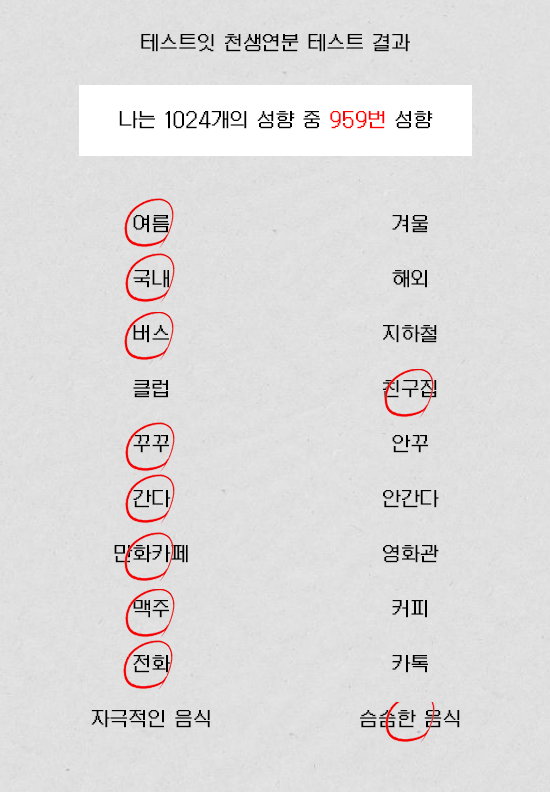 테스트잇 천생연분 테스트 결과
나는 1024개의 성향 중 959번 성향
여름 겨울
국내 해외
버스 지하철
클럽 친구집
꾸꾸 안꾸
간다 안간다
만화카페 영화관
맥주 커피
전화 카톡
자극적인 음식 슴슴한 음식